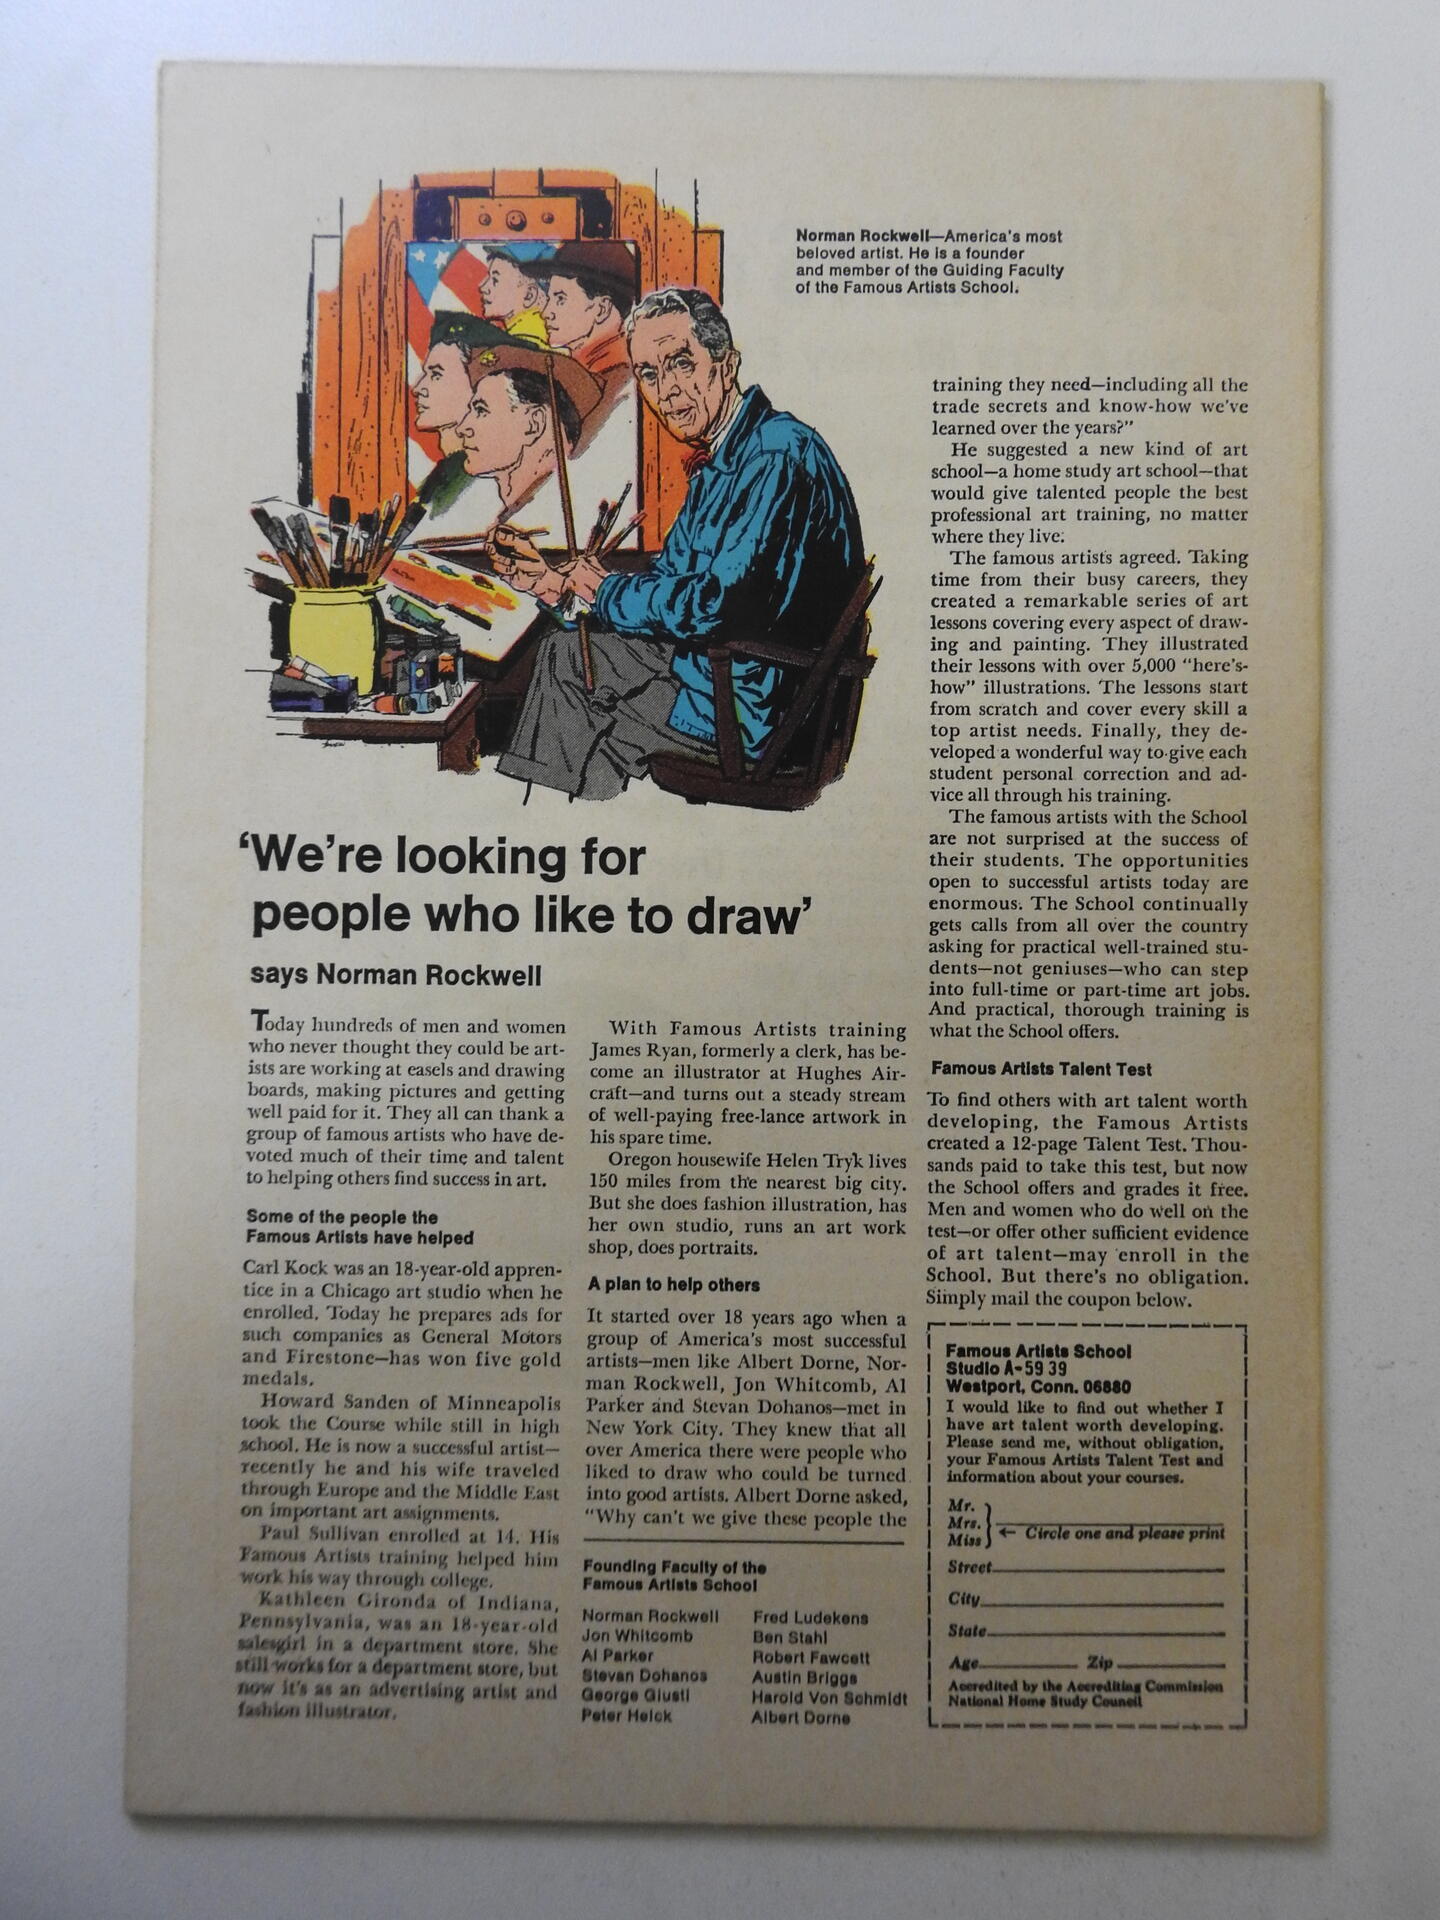 Norman Rockwell—America's most
beloved artist. He is a founder
and member of the Guiding Faculty
of the Famous Artists School.
'We're looking for
people who like to draw'
says Norman Rockwell
Today hundreds of men and women
who never thought they could be art-
ists are working at easels and drawing
boards, making pictures and getting
well paid for it. They all can thank a
group of famous artists who have de-
voted much of their time and talent
to helping others find success in art.
Some of the people the
Famous Artists have helped
Carl Kock was an 18-year-old appren-
tice in a Chicago art studio when he
enrolled. Today he prepares ads for
such companies as General Motors
and Firestone—has won five gold
medals.
Howard Sanden of Minneapolis
took the Course while still in high
school. He is now a successful artist—
recently he and his wife traveled
through Europe and the Middle East
on important art assignments.
Paul Sullivan enrolled at 14. His
Famous Artists training helped him
work his way through college.
Kathleen Gironda of Indiana,
Pennsylvania, was an 18-year-old
salesgirl in a department store. She
still works for a department store, but
now it's as an advertising artist and
fashion illustrator.
With Famous Artists training
James Ryan, formerly a clerk, has be-
come an illustrator at Hughes Air-
craft—and turns out a steady stream
of well-paying free-lance artwork in
his spare time.
Oregon housewife Helen Tryk lives
150 miles from the nearest big city.
But she does fashion illustration, has
her own studio, runs an art work
shop, does portraits.
A plan to help others
It started over 18 years ago when a
group of America's most successful
artists—men like Albert Dorne, Nor-
man Rockwell, Jon Whitcomb, Al
Parker and Stevan Dohanos—met in
New York City. They knew that all
over America there were people who
liked to draw who could be turned
into good artists. Albert Dorne asked,
"Why can't we give these people the
training they need—including all the
trade secrets and know-how we've
learned over the years?"
He suggested a new kind of art
school—a home study art school—that
would give talented people the best
professional art training, no matter
where they live.
The famous artists agreed. Taking
time from their busy careers, they
created a remarkable series of art
lessons covering every aspect of draw-
ing and painting. They illustrated
their lessons with over 5,000 "here's-
how" illustrations. The lessons start
from scratch and cover every skill a
top artist needs. Finally, they de-
veloped a wonderful way to give each
student personal correction and ad-
vice all through his training.
The famous artists with the School
are not surprised at the success of
their students. The opportunities
open to successful artists today are
enormous. The School continually
gets calls from all over the country
asking for practical well-trained stu-
dents—not geniuses—who can step
into full-time or part-time art jobs.
And practical, thorough training is
what the School offers.
Famous Artists Talent Test
To find others with art talent worth
developing, the Famous Artists
created a 12-page Talent Test. Thou-
sands paid to take this test, but now
the School offers and grades it free.
Men and women who do well on the
test—or offer other sufficient evidence
of art talent—may enroll in the
School. But there's no obligation.
Simply mail the coupon below.
Founding Faculty of the
Famous Artists School
Norman Rockwell
Jon Whitcomb
Al Parker
Stevan Dohanos
George Giusti
Peter Helck
Fred Ludekens
Ben Stahl
Robert Fawcett
Austin Briggs
Harold Von Schmidt
Albert Dorne
Famous Artists School
Studio A-59 39
Westport, Conn. 06880
I would like to find out whether I
have art talent worth developing.
Please send me, without obligation,
your Famous Artists Talent Test and
information about your courses.
Mr.
Mrs.
Miss
← Circle one and please print
Street
City
State
Age Zip
Accredited by the Accrediting Commission
National Home Study Council